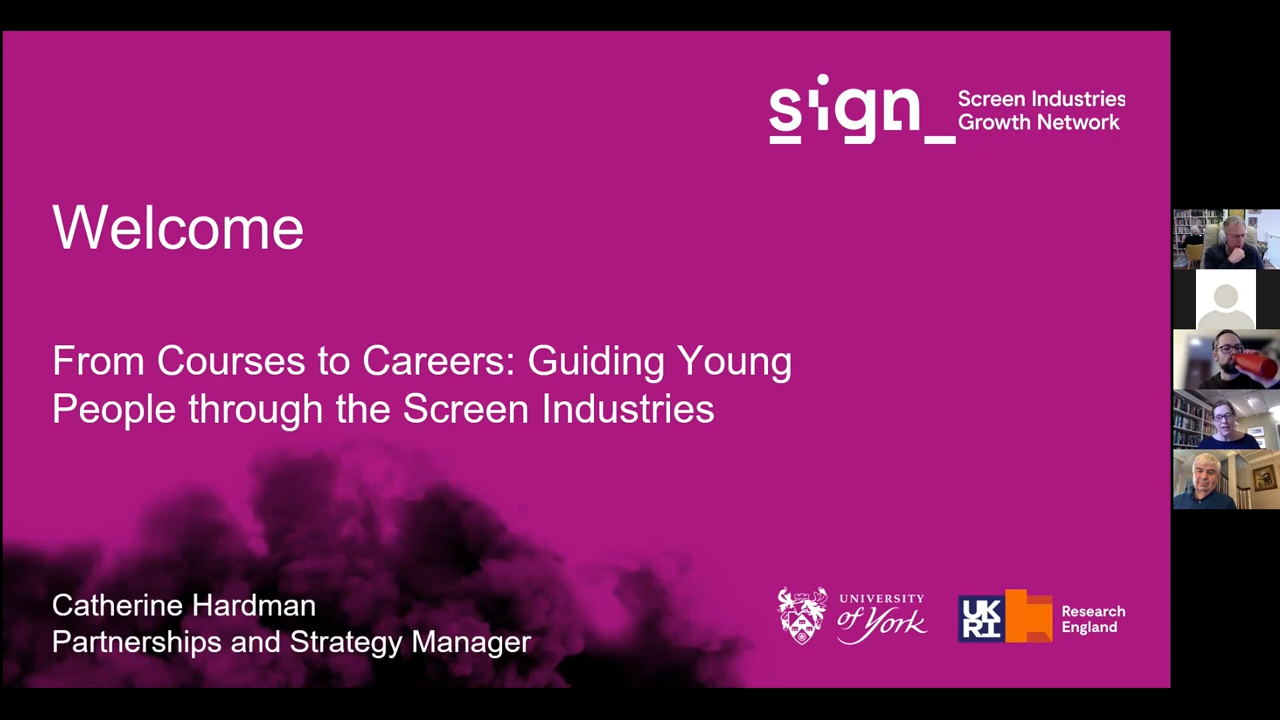 sign_
Screen Industries
Growth Network
Welcome
From Courses to Careers: Guiding Young
People through the Screen Industries
Catherine Hardman
Partnerships and Strategy Manager
UNIVERSITY
of York
UK
RI
Research
England